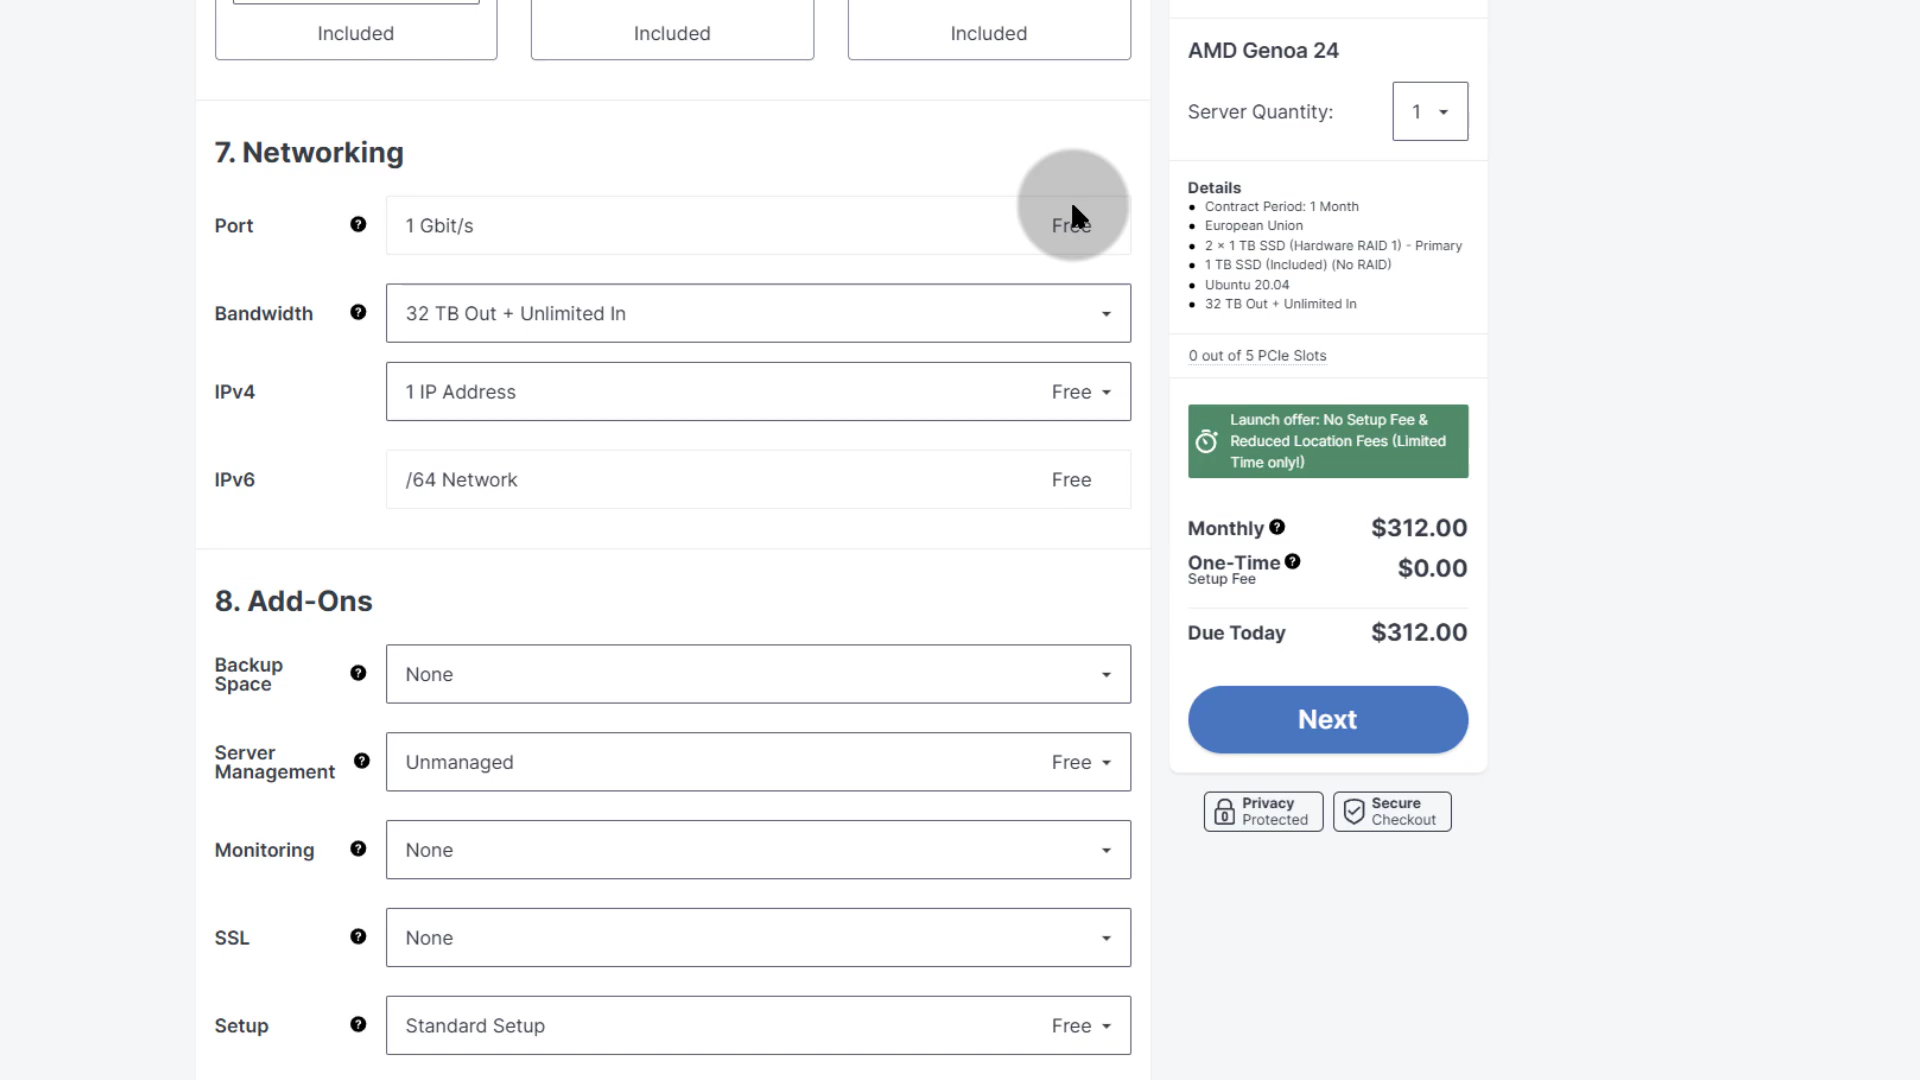 Included
Included
Included
7. Networking
Port
1 Gbit/s
Free
Bandwidth
32 TB Out + Unlimited In
IPv4
1 IP Address
Free
IPv6
/64 Network
Free
8. Add-Ons
Backup
Space
None
Server
Management
Unmanaged
Free
Monitoring
None
SSL
None
Setup
Standard Setup
Free
AMD Genoa 24
Server Quantity:
1
Details
Contract Period: 1 Month
European Union
2 × 1 TB SSD (Hardware RAID 1) - Primary
1 TB SSD (Included) (No RAID)
Ubuntu 20.04
32 TB Out + Unlimited In
0 out of 5 PCIe Slots
Launch offer: No Setup Fee &
Reduced Location Fees (Limited
Time only!)
Monthly
$312.00
One-Time
Setup Fee
$0.00
Due Today
$312.00
Next
Privacy
Protected
Secure
Checkout